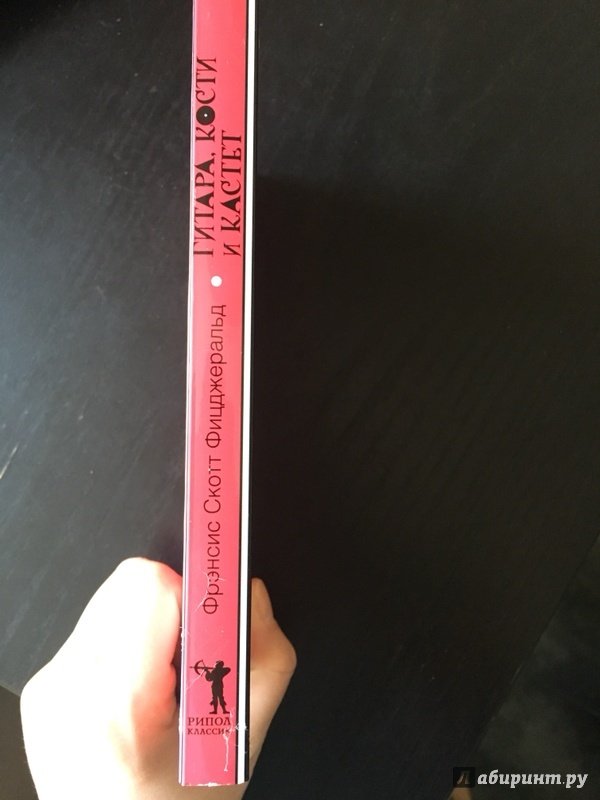 Фрэнсис Скотт Фицджеральд
ГИТАРА, КОСТИ
И КАСТЕТ
РИПОЛ
КЛАССИК
Лабиринт.ру